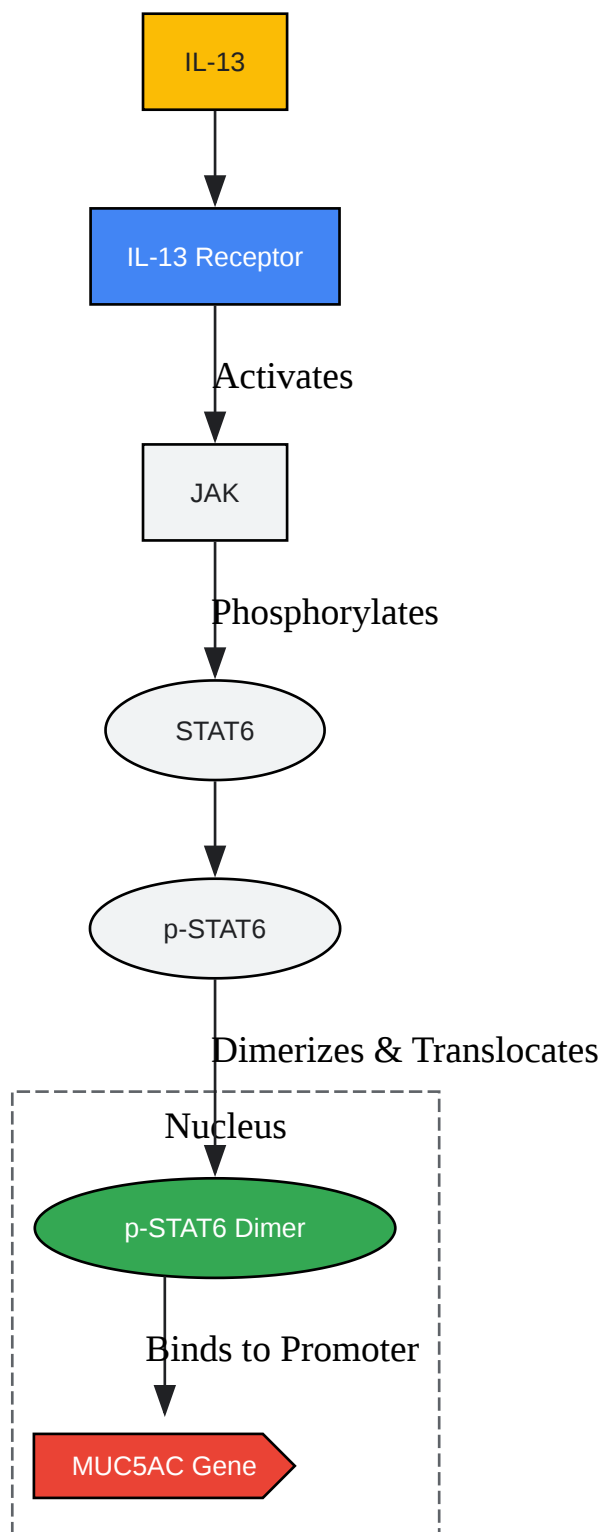 IL-13
IL-13 Receptor
Activates
JAK
Phosphorylates
STAT6
p-STAT6
Dimerizes & Translocates
Nucleus
p-STAT6 Dimer
Binds to Promoter
MUC5AC Gene